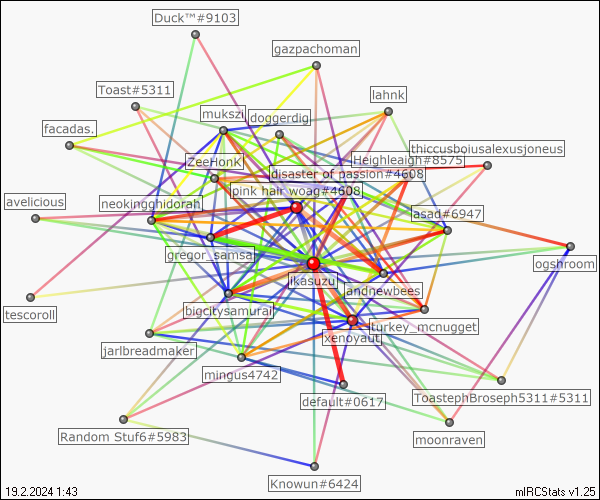 Duck™#9103
gazpachoman
Toast#5311
lahnk
mukszi
doggerdig
facadas.
thiccusboiusalexusjoneus
ZeeHonK
Heighleaigh#8575
disaster of passion#4608
pink hair woag#4608
avelicious
neokingghidorah
asad#6947
gregor_samsa
ogshroom
ikasuzu
andnewbees
tescoroll
bigcitysamurai
turkey_mcnugget
xenoyaut
jarlbreadmaker
mingus4742
ToastephBroseph5311#5311
default#0617
Random Stuf6#5983
moonraven
Knowun#6424
19.2.2024 1:43
mIRCStats v1.25